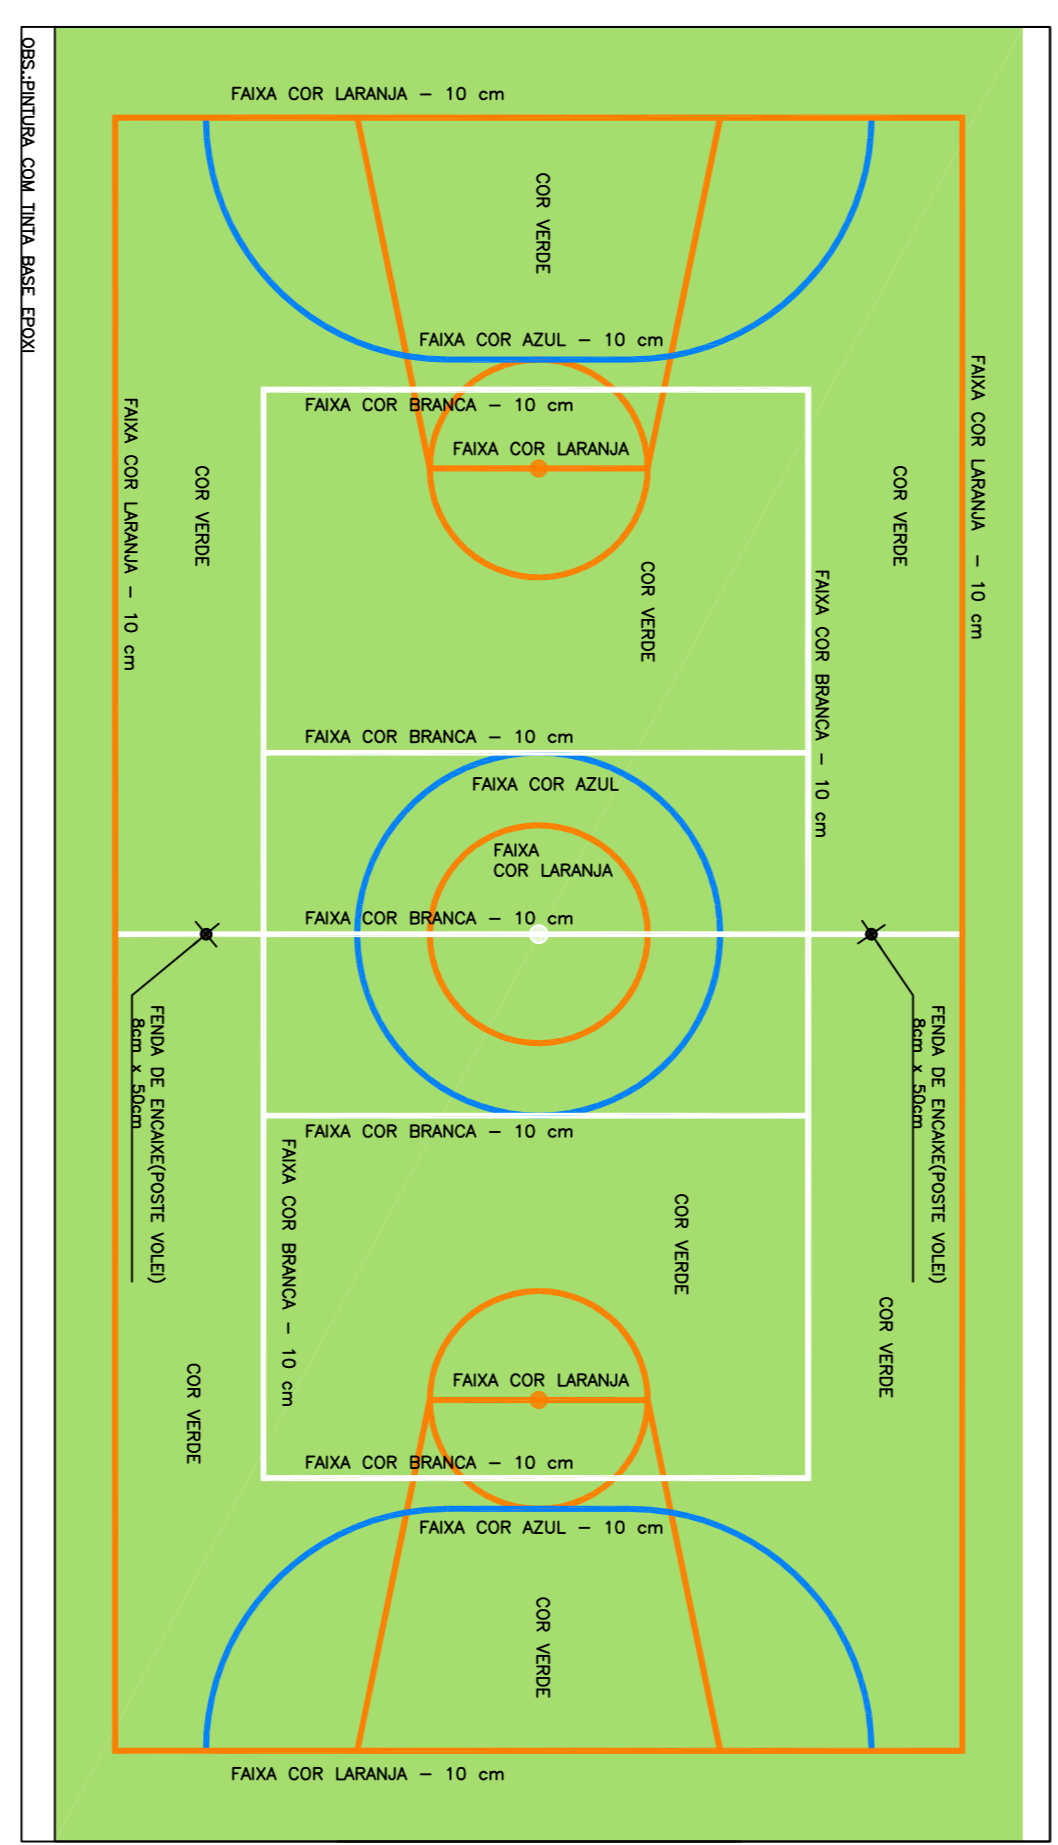 OBS.:PINTURA COM TINTA BASE EPOXI
FAIXA COR LARANJA - 10 cm
COR VERDE
FAIXA COR AZUL - 10 cm
FAIXA COR BRANCA - 10 cm
FAIXA COR LARANJA
FAIXA COR LARANJA - 10 cm
FAIXA COR LARANJA - 10 cm
COR VERDE
COR VERDE
COR VERDE
FAIXA COR BRANCA - 10 cm
FAIXA COR BRANCA - 10 cm
FAIXA COR AZUL
FAIXA
COR LARANJA
FAIXA COR BRANCA - 10 cm
FENDA DE ENCAIXE(POSTE VOLEI)
8cm x 50cm
FENDA DE ENCAIXE(POSTE VOLEI)
8cm x 50cm
FAIXA COR BRANCA - 10 cm
FAIXA COR BRANCA - 10 cm
COR VERDE
COR VERDE
COR VERDE
FAIXA COR LARANJA
FAIXA COR BRANCA - 10 cm
FAIXA COR AZUL - 10 cm
COR VERDE
FAIXA COR LARANJA - 10 cm